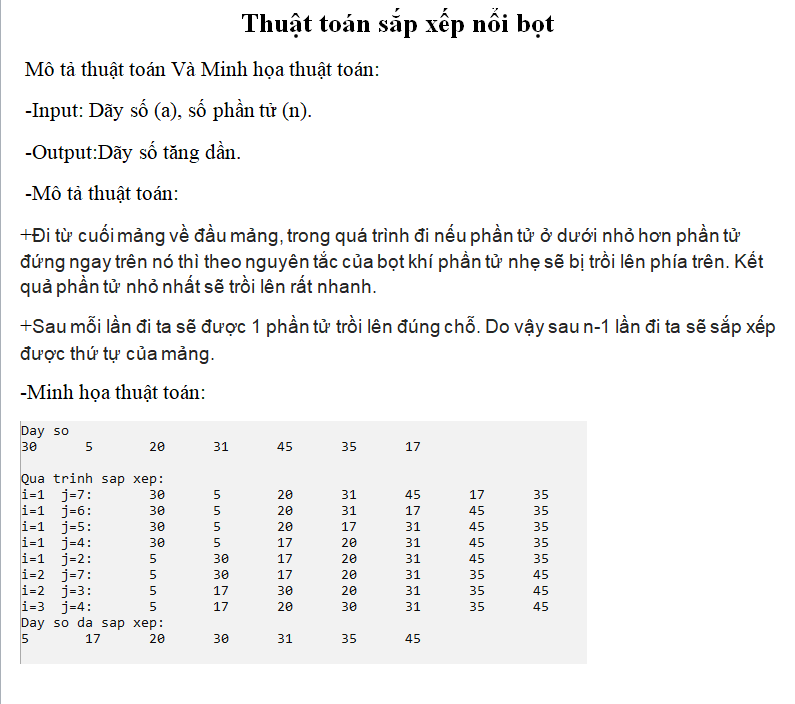 Thuật toán sắp xếp nổi bọt
Mô tả thuật toán Và Minh họa thuật toán:
-Input: Dãy số (a), số phần tử (n).
-Output:Dãy số tăng dần.
-Mô tả thuật toán:
+Đi từ cuối mảng về đầu mảng, trong quá trình đi nếu phần tử ở dưới nhỏ hơn phần tử
đứng ngay trên nó thì theo nguyên tắc của bọt khí phần tử nhẹ sẽ bị trồi lên phía trên. Kết
quả phần tử nhỏ nhất sẽ trồi lên rất nhanh.
+Sau mỗi lần đi ta sẽ được 1 phần tử trồi lên đúng chỗ. Do vậy sau n-1 lần đi ta sẽ sắp xếp
được thứ tự của mảng.
-Minh họa thuật toán:
Day so
30 5 20 31 45 35 17
Qua trinh sap xep:
i=1 j=7: 30 5 20 31 45 17 35
i=1 j=6: 30 5 20 31 17 45 35
i=1 j=5: 30 5 20 17 31 45 35
i=1 j=4: 30 5 17 20 31 45 35
i=1 j=2: 5 30 17 20 31 45 35
i=2 j=7: 5 30 17 20 31 35 45
i=2 j=3: 5 17 30 20 31 35 45
i=3 j=4: 5 17 20 30 31 35 45
Day so da sap xep:
5 17 20 30 31 35 45